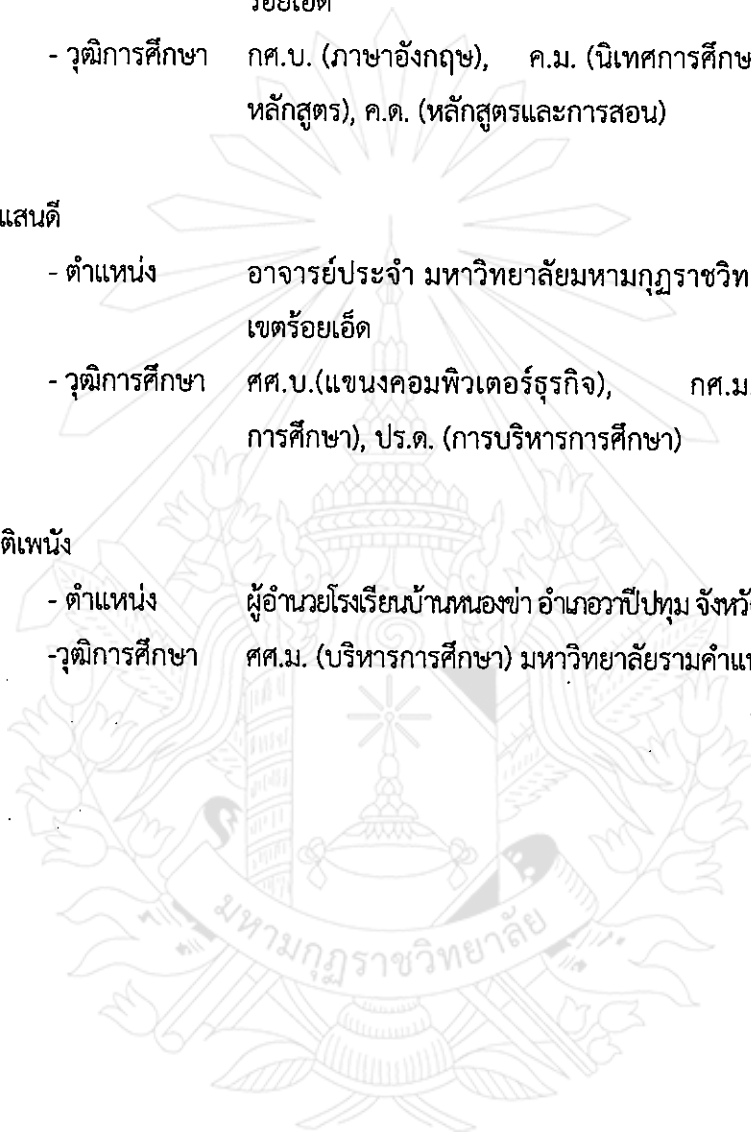 ร้อยเอ็ด
- วุฒิการศึกษา กศ.บ. (ภาษาอังกฤษ), ค.ม. (นิเทศการศึกษ
หลักสูตร), ค.ด. (หลักสูตรและการสอน)
แสนดี
- ตำแหน่ง อาจารย์ประจำ มหาวิทยาลัยมหามกุฏราชวิท
เขตร้อยเอ็ด
- วุฒิการศึกษา ศศ.บ.(แขนงคอมพิวเตอร์ธุรกิจ), กศ.ม.
การศึกษา), ปร.ด. (การบริหารการศึกษา)
ติเพนัง
- ตำแหน่ง ผู้อำนวยโรงเรียนบ้านหนองข่า อำเภอวาปีปทุม จังหวั
-วุฒิการศึกษา ศศ.ม. (บริหารการศึกษา) มหาวิทยาลัยรามคำแ
มหามกุฏราชวิทยาลัย